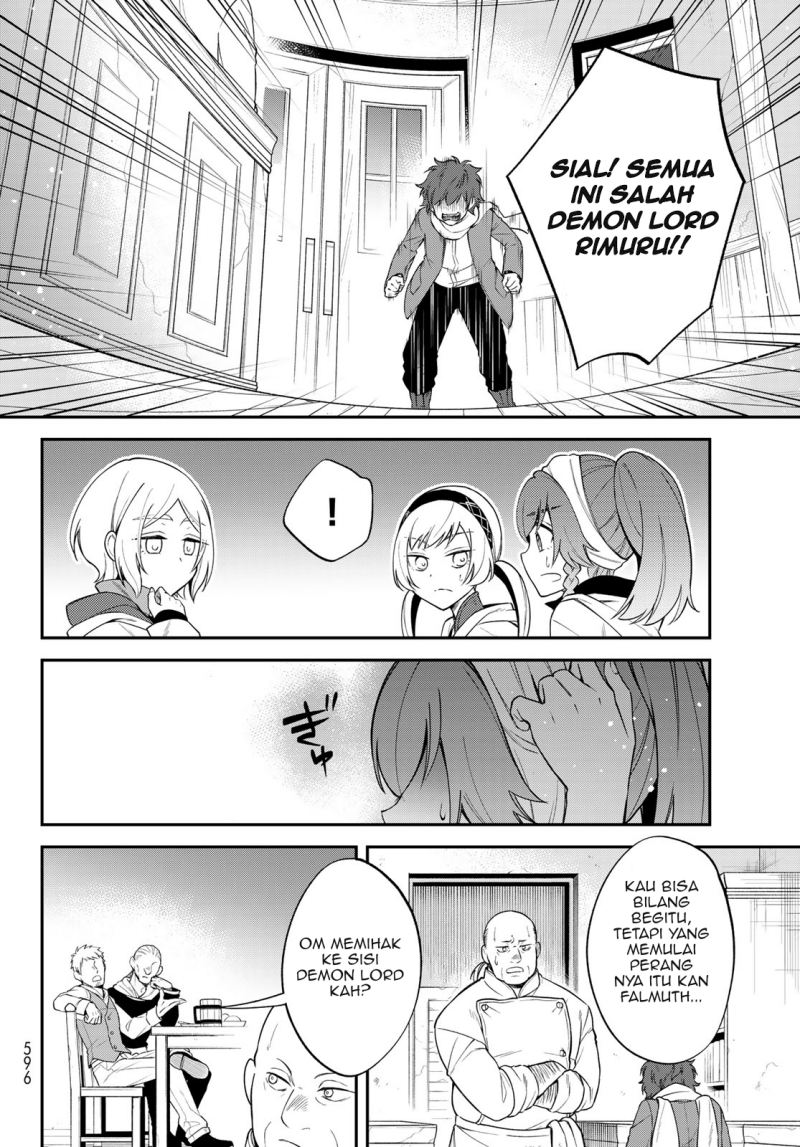 SIAL! SEMUA
INI SALAH
DEMON LORD
RIMURU!!
!
ぎゅ
KAU BISA
BILANG
BEGITU,
TETAPI YANG
MEMULAI
PERANG
NYA ITU KAN
FALMUTH...
OM MEMIHAK
KE SISI
DEMON LORD
KAH?
596